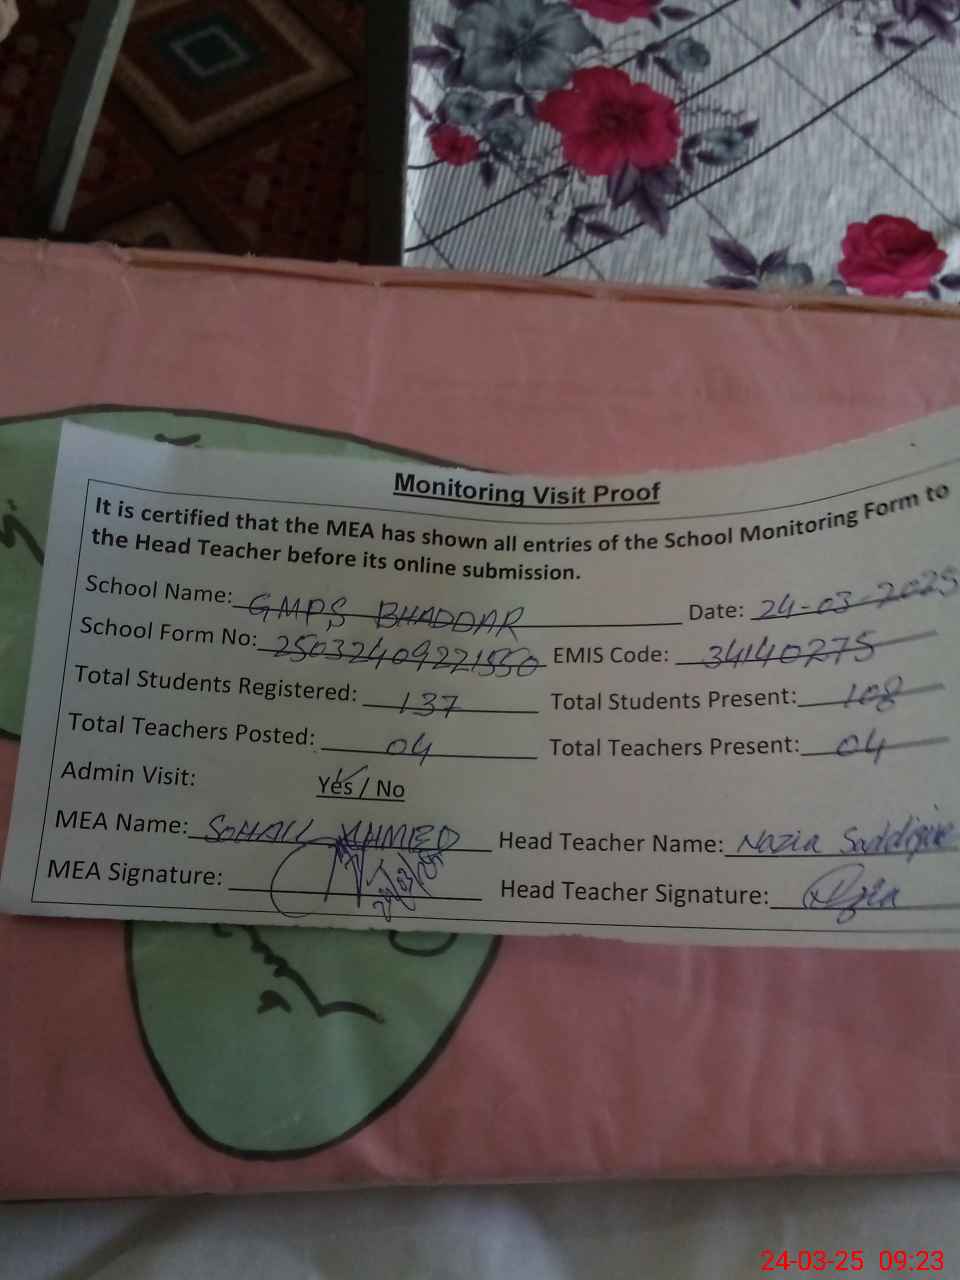 Monitoring Visit Proof
It is certified that the MEA has shown all entries of the School Monitoring Form to
the Head Teacher before its online submission.
School Name: GMPS BHADDAR Date: 24-03-2025
School Form No: 25032409221550 EMIS Code: 34140275
Total Students Registered: 137 Total Students Present: 108
Total Teachers Posted: 04 Total Teachers Present: 04
Admin Visit: Yes / No
MEA Name: SOHAIL AHMED Head Teacher Name: Nazia
MEA Signature: Head Teacher Signature:
24-03-25 09:23